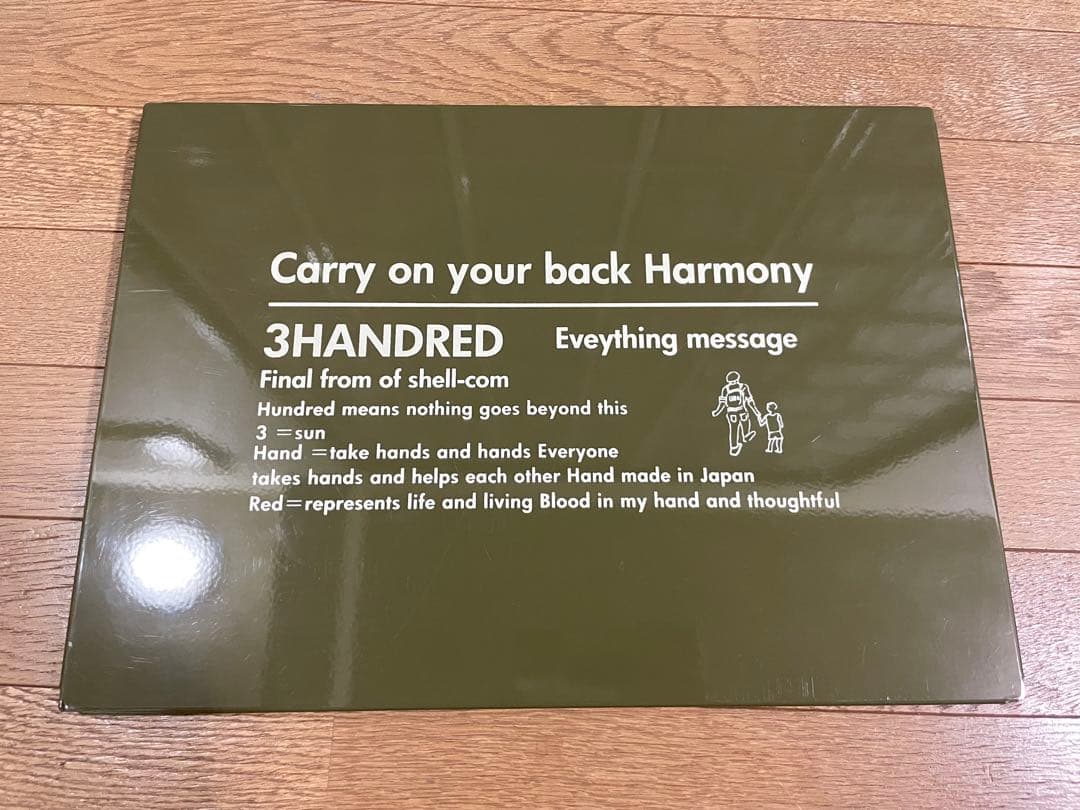 Carry on your back Harmony
3HANDRED Eveything message
Final from of shell-com
Hundred means nothing goes beyond this
3 =sun
Hand =take hands and hands Everyone
takes hands and helps each other Hand made in Japan
Red=represents life and living Blood in my hand and thoughtful